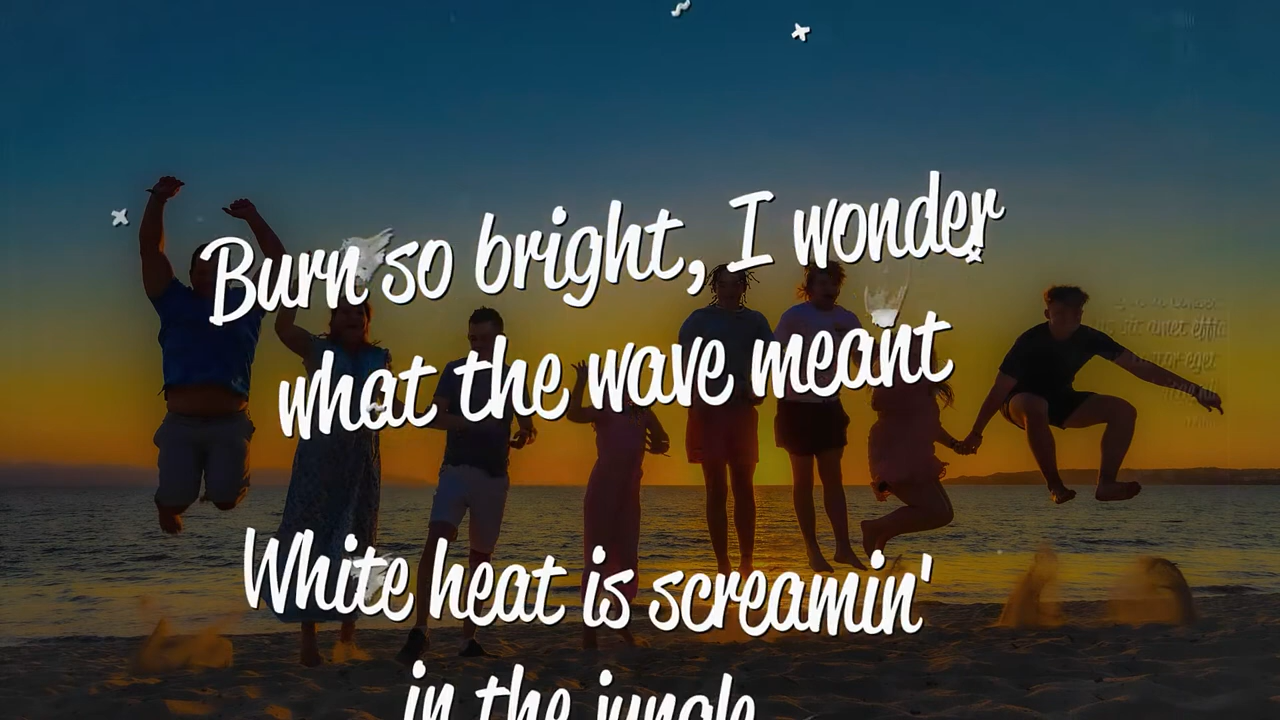 Burn so bright, I wonder
what the wave meant
White heat is screamin'
in the jungle